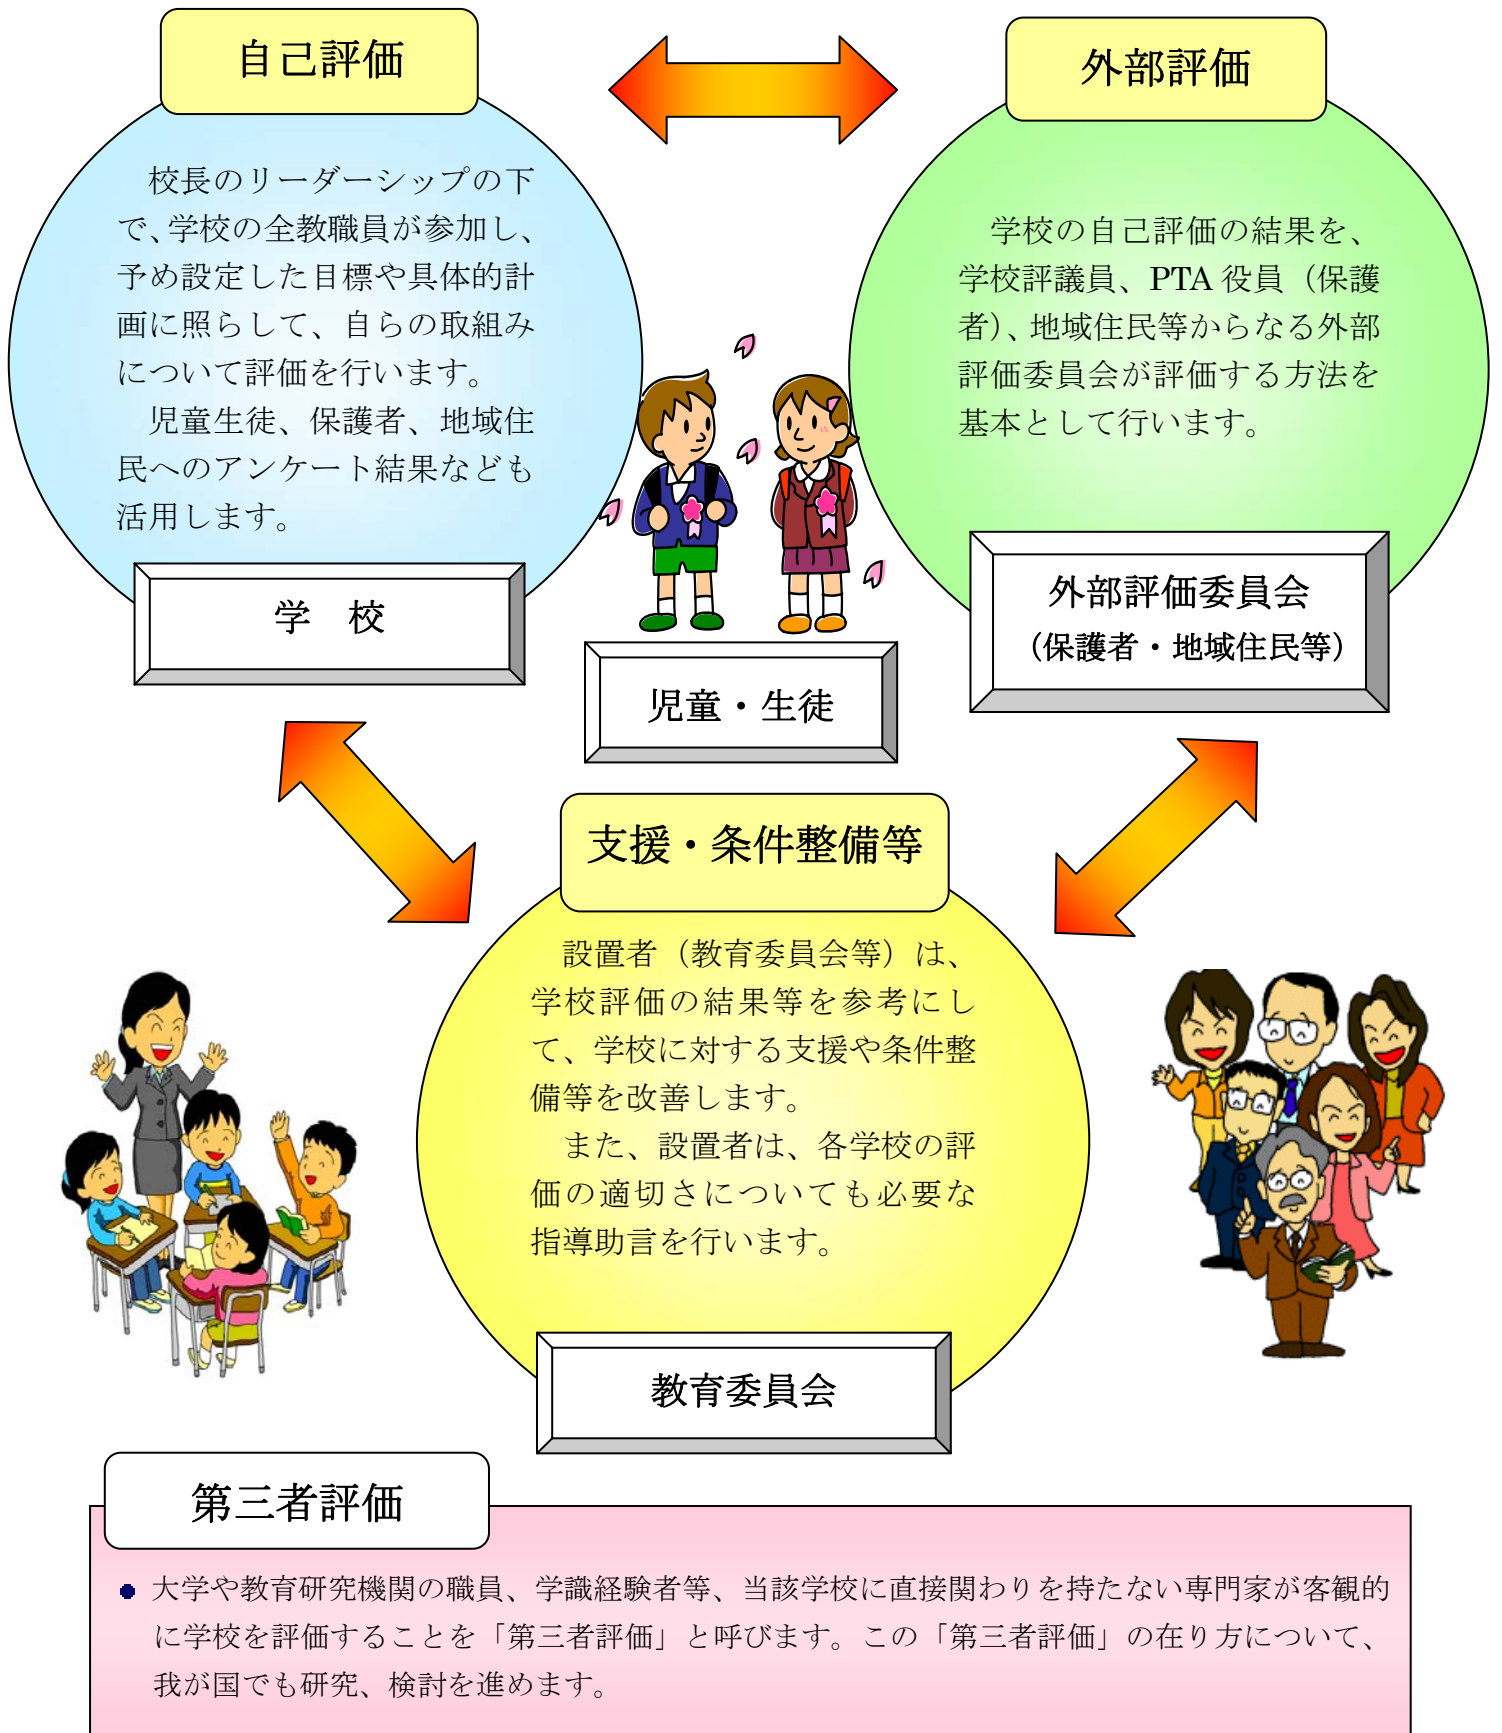 自己評価
校長のリーダーシップの下
で、学校の全教職員が参加し、
予め設定した目標や具体的計
画に照らして、自らの取組み
について評価を行います。
児童生徒、保護者、地域住
民へのアンケート結果なども
活用します。
学　校
外部評価
学校の自己評価の結果を、
学校評議員、PTA 役員（保護
者）、地域住民等からなる外部
評価委員会が評価する方法を
基本として行います。
外部評価委員会
（保護者・地域住民等）
児童・生徒
支援・条件整備等
設置者（教育委員会等）は、
学校評価の結果等を参考にし
て、学校に対する支援や条件整
備等を改善します。
また、設置者は、各学校の評
価の適切さについても必要な
指導助言を行います。
教育委員会
第三者評価
● 大学や教育研究機関の職員、学識経験者等、当該学校に直接関わりを持たない専門家が客観的
に学校を評価することを「第三者評価」と呼びます。この「第三者評価」の在り方について、
我が国でも研究、検討を進めます。